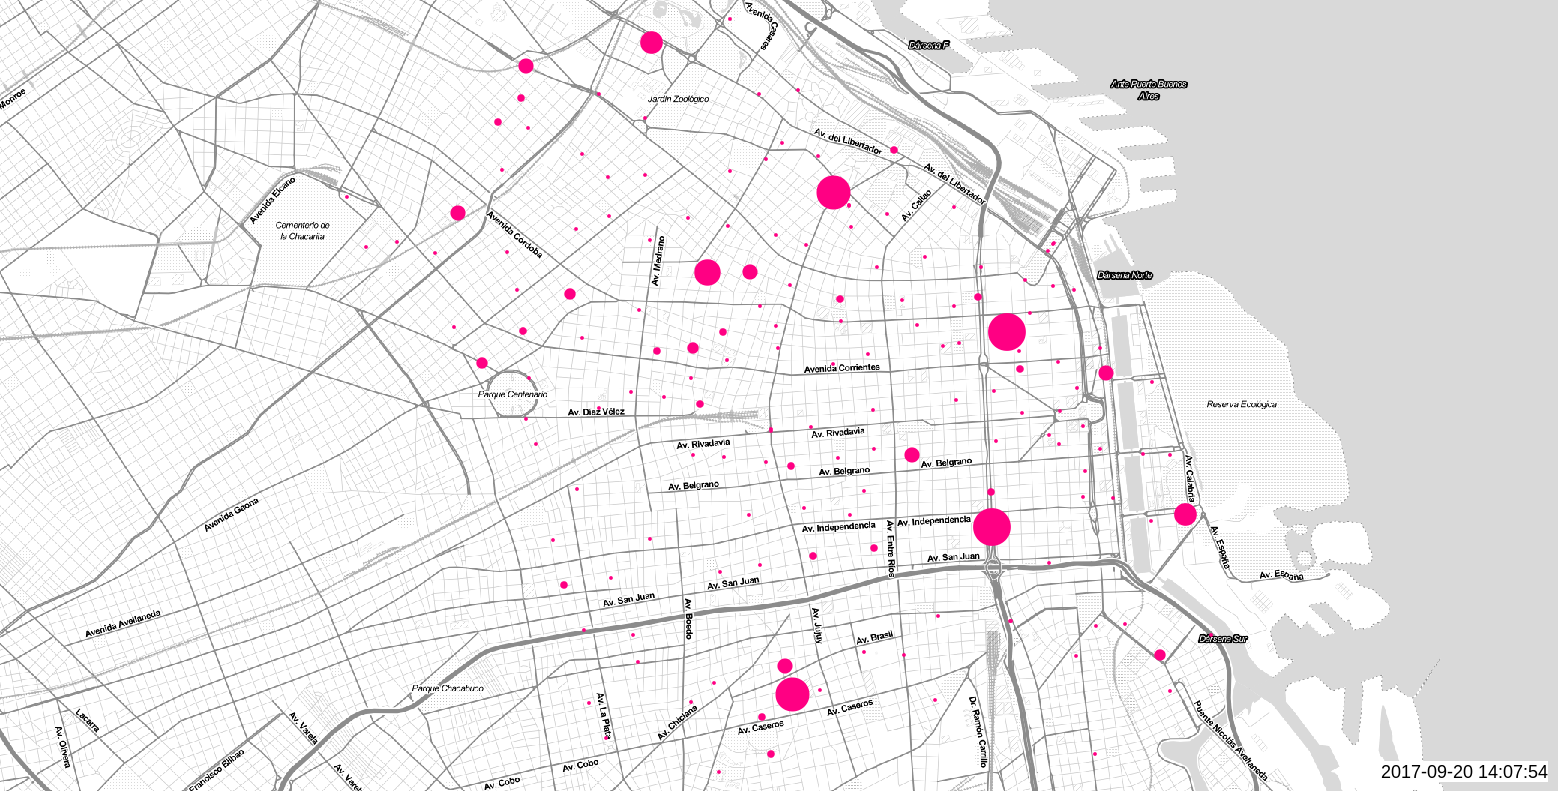 Avenida Casares
Dársena F
Monroe
Ante Puerto Buenos
Aires
Jardín Zoológico
Av. del Libertador
Av. del Libertador
Avenida Elcano
Av. Callao
Cementerio de
la Chacarita
Avenida Córdoba
Av. Medrano
Dársena Norte
Avenida Corrientes
Parque Centenario
Reserva Ecológica
Av. Díaz Vélez
Av. Rivadavia
Av. Rivadavia
Av. Belgrano
Av. Belgrano
Av. Belgrano
Av. Calabria
Avenida Gaona
Av. Independencia
Av. Independencia
Av. Entre Ríos
Av. España
Av. San Juan
Av. España
Av. San Juan
Av. San Juan
Avenida Avellaneda
Av. Boedo
Av. Jujuy
Av. Brasil
Dársena Sur
Parque Chacabuco
Av. La Plata
Av. Chiclana
Av. Caseros
Av. Caseros
Dr. Ramón Carrillo
Puente Nicolás Avellaneda
Lacarra
Av. Varela
Av. Olivera
Francisco Bilbao
Av. Cobo
Av. Cobo
2017-09-20 14:07:54